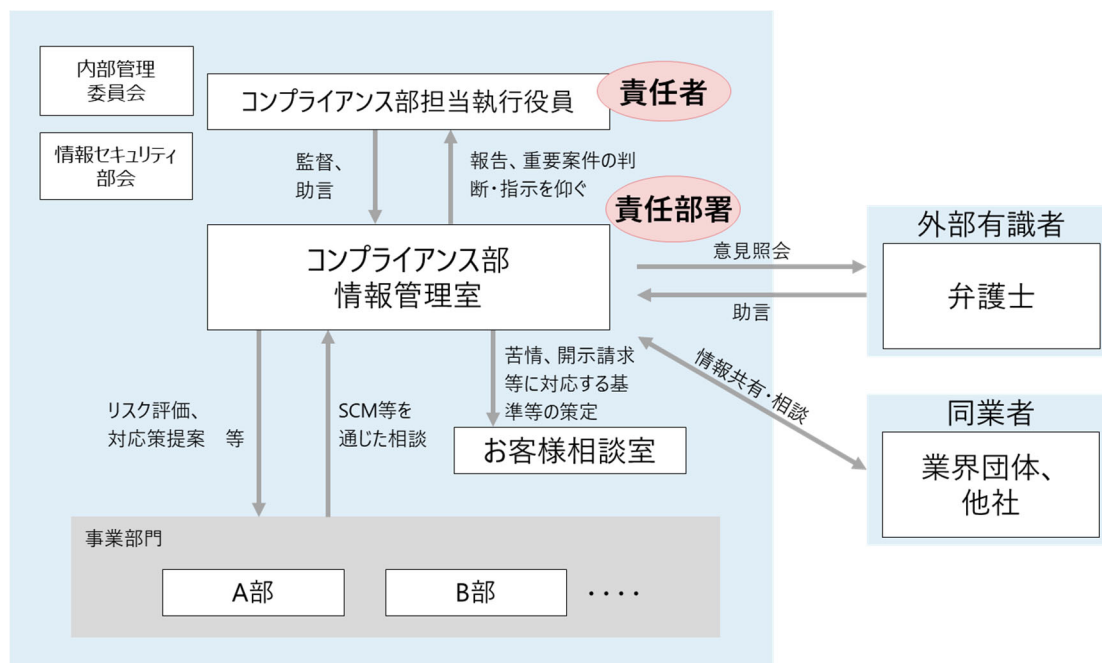 内部管理
委員会
情報セキュリティ
部会
コンプライアンス部担当執行役員
責任者
監督、
助言
報告、重要案件の判
断・指示を仰ぐ
責任部署
コンプライアンス部
情報管理室
意見照会
助言
外部有識者
弁護士
情報共有・相談
同業者
業界団体、
他社
リスク評価、
対応策提案　等
SCM等を
通じた相談
苦情、開示請求
等に対応する基
準等の策定
お客様相談室
事業部門
A部
B部
････